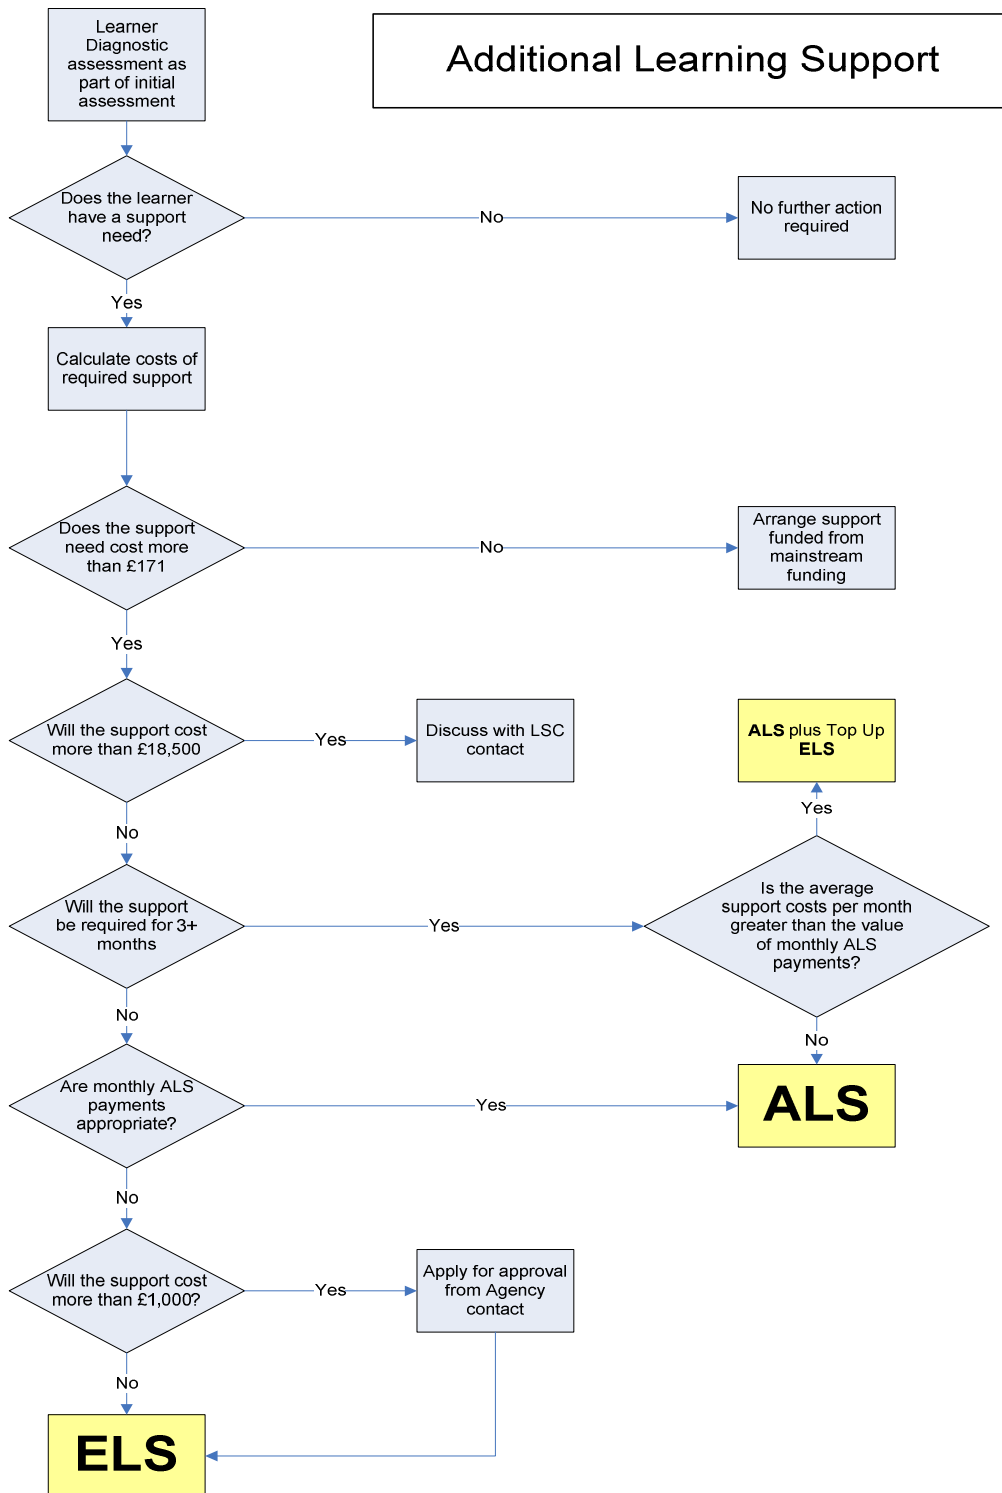 Learner
Diagnostic
assessment as
part of initial
assessment
Additional Learning Support
Does the learner
have a support
need?
No
No further action
required
Yes
Calculate costs of
required support
Does the support
need cost more
than £171
No
Arrange support
funded from
mainstream
funding
Yes
Will the support cost
more than £18,500
Yes
Discuss with LSC
contact
ALS plus Top Up
ELS
Yes
No
Will the support
be required for 3+
months
Yes
Is the average
support costs per month
greater than the value
of monthly ALS
payments?
No
No
Are monthly ALS
payments
appropriate?
Yes
ALS
No
Will the support cost
more than £1,000?
Yes
Apply for approval
from Agency
contact
No
ELS